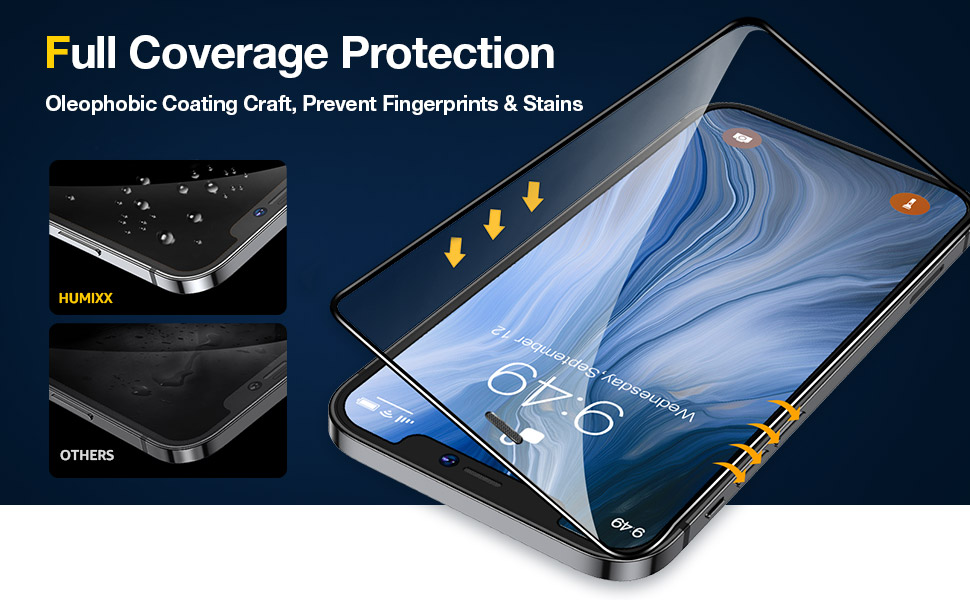 Full Coverage Protection
Oleophobic Coating Craft, Prevent Fingerprints & Stains
HUMIXX
OTHERS
Wednesday,September 12
9:49
9:49